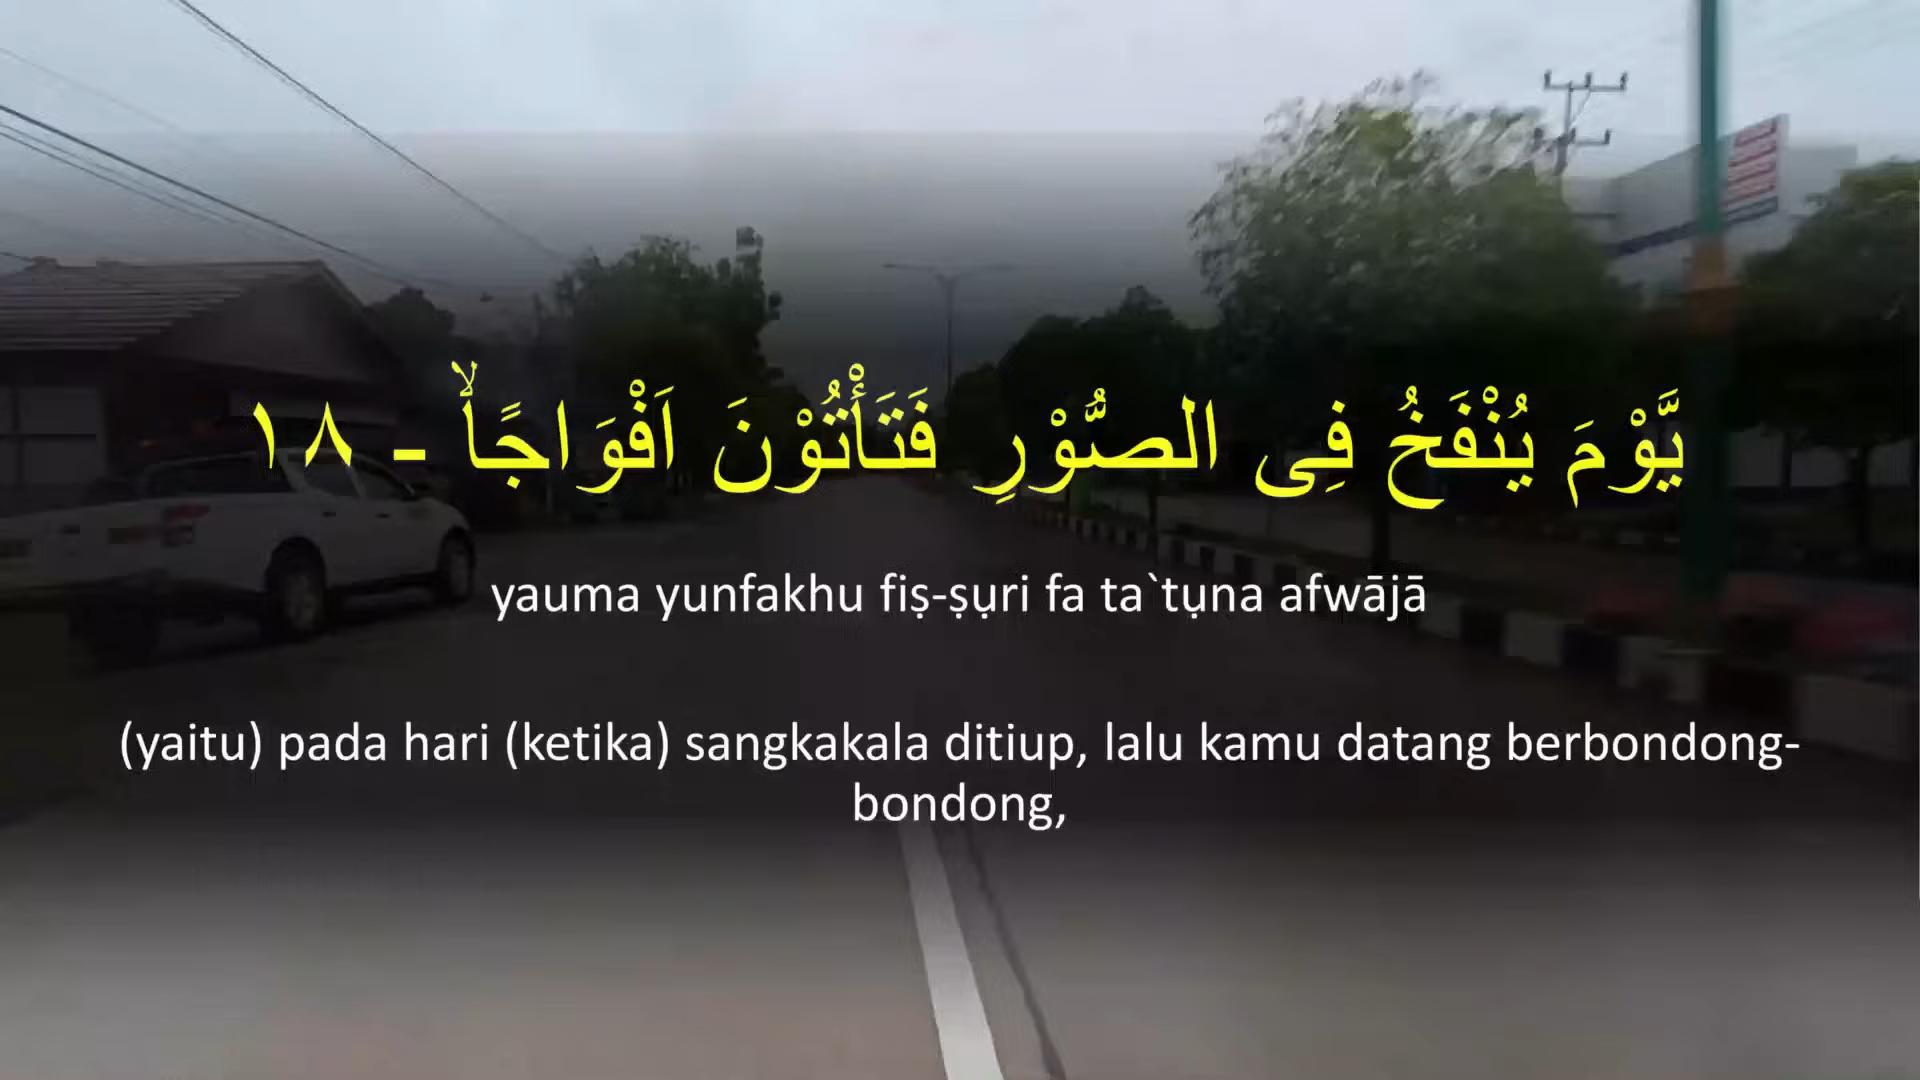 يَّوْمَ يُنْفَخُ فِى الصُّوْرِ فَتَأْتُوْنَ اَفْوَاجًاۙ - ١٨
yauma yunfakhu fiṣ-ṣụri fa ta`tụna afwājā
(yaitu) pada hari (ketika) sangkakala ditiup, lalu kamu datang berbondong-
bondong,